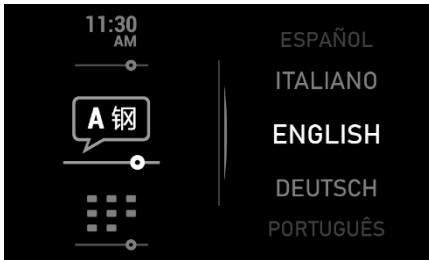 11:30
AM
A 钢
ESPAÑOL
ITALIANO
ENGLISH
DEUTSCH
PORTUGUÊS